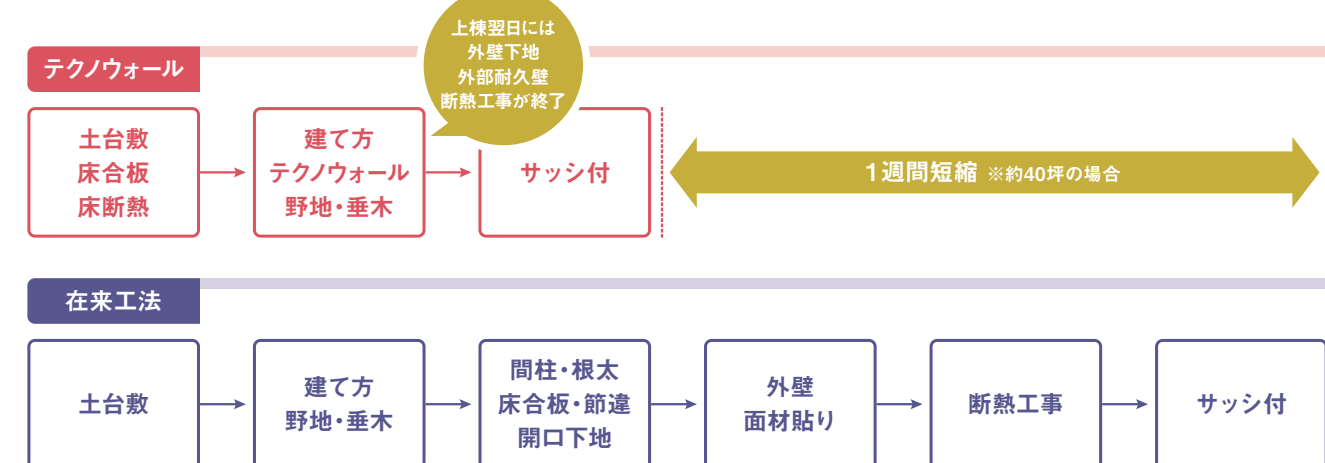 上棟翌日には
外壁下地
外部耐久壁
断熱工事が終了
テクノウォール
土台敷
床合板
床断熱
建て方
テクノウォール
野地・垂木
サッシ付
1週間短縮 ※約40坪の場合
在来工法
土台敷
建て方
野地・垂木
間柱・根太
床合板・節違
開口下地
外壁
面材貼り
断熱工事
サッシ付